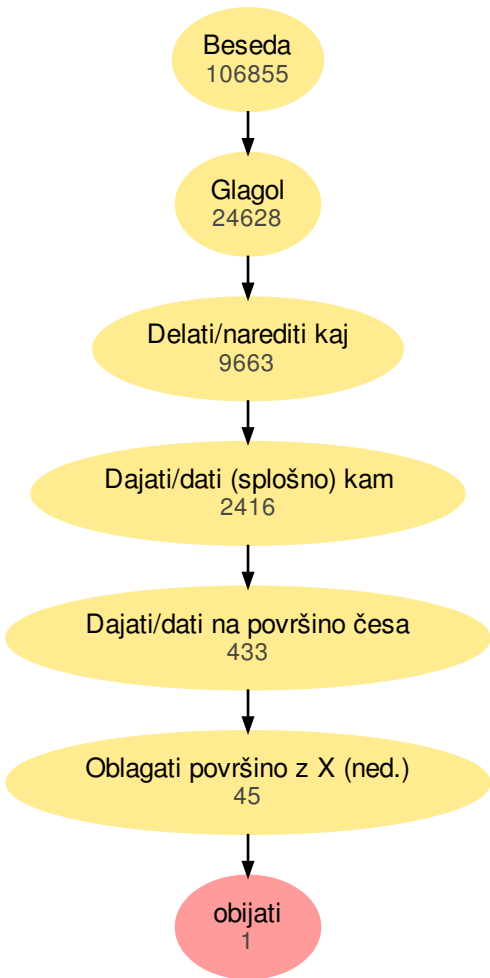 Beseda
106855
Glagol
24628
Delati/narediti kaj
9663
Dajati/dati (splošno) kam
2416
Dajati/dati na površino česa
433
Oblagati površino z X (ned.)
45
obijati
1